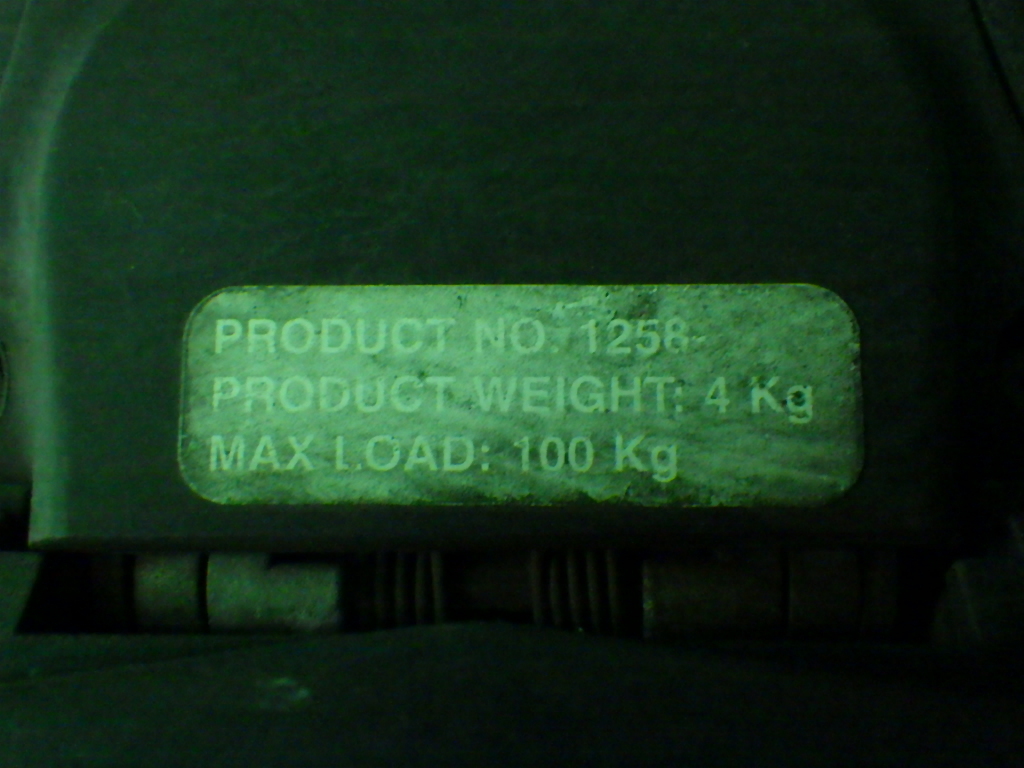 PRODUCT NO. 1258
PRODUCT WEIGHT: 4 Kg
MAX LOAD: 100 Kg